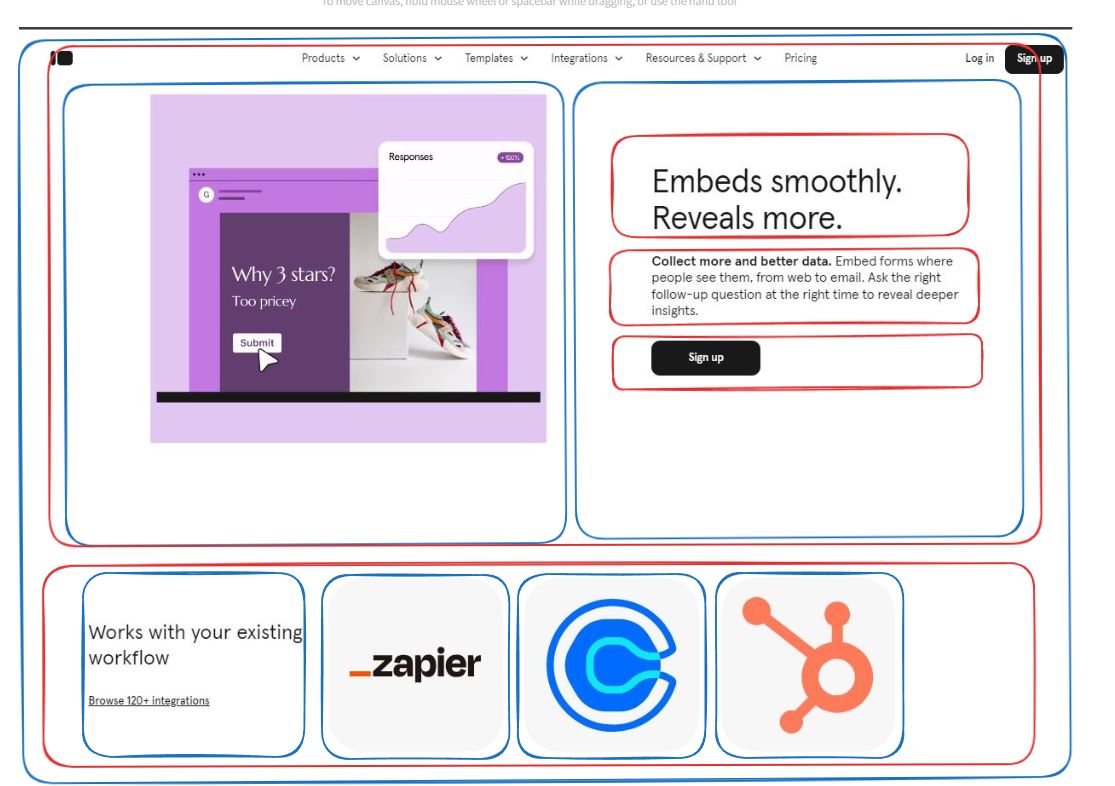 To move canvas, hold mouse wheel or spacebar while dragging, or use the hand tool
Products Solutions Templates Integrations Resources & Support Pricing Log in Sign up
Responses +150%
G
Why 3 stars?
Too pricey
Submit
Embeds smoothly.
Reveals more.
Collect more and better data. Embed forms where
people see them, from web to email. Ask the right
follow-up question at the right time to reveal deeper
insights.
Sign up
Works with your existing
workflow
Browse 120+ integrations
_zapier